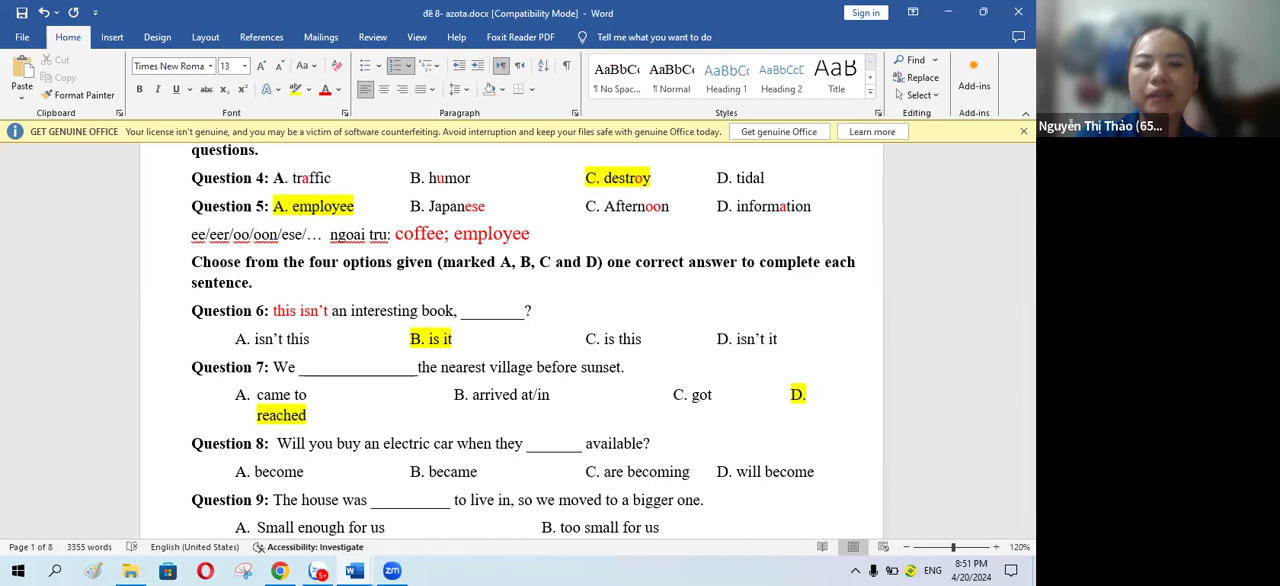 đề 8- azota.docx [Compatibility Mode] - Word
Sign in
File Home Insert Design Layout References Mailings Review View Help Foxit Reader PDF Tell me what you want to do
Paste
Cut
Copy
Format Painter
Clipboard
Times New Roma 13
Font
Paragraph
AaBbCc AaBbCc AaBbC AaBbCcD AaB
¶ No Spac... ¶ Normal Heading 1 Heading 2 Title
Styles
Find
Replace
Select
Editing
Add-ins
Add-ins
Nguyễn Thị Thảo (65...
GET GENUINE OFFICE Your license isn't genuine, and you may be a victim of software counterfeiting. Avoid interruption and keep your files safe with genuine Office today. Get genuine Office Learn more
questions.
Question 4: A. traffic B. humor C. destroy D. tidal
Question 5: A. employee B. Japanese C. Afternoon D. information
ee/eer/oo/oon/ese/… ngoai tru: coffee; employee
Choose from the four options given (marked A, B, C and D) one correct answer to complete each
sentence.
Question 6: this isn’t an interesting book, ________?
A. isn’t this B. is it C. is this D. isn’t it
Question 7: We _______________the nearest village before sunset.
A. came to B. arrived at/in C. got D.
reached
Question 8: Will you buy an electric car when they _______ available?
A. become B. became C. are becoming D. will become
Question 9: The house was __________ to live in, so we moved to a bigger one.
A. Small enough for us B. too small for us
Page 1 of 8 3355 words English (United States) Accessibility: Investigate 120%
ENG 8:51 PM
4/20/2024